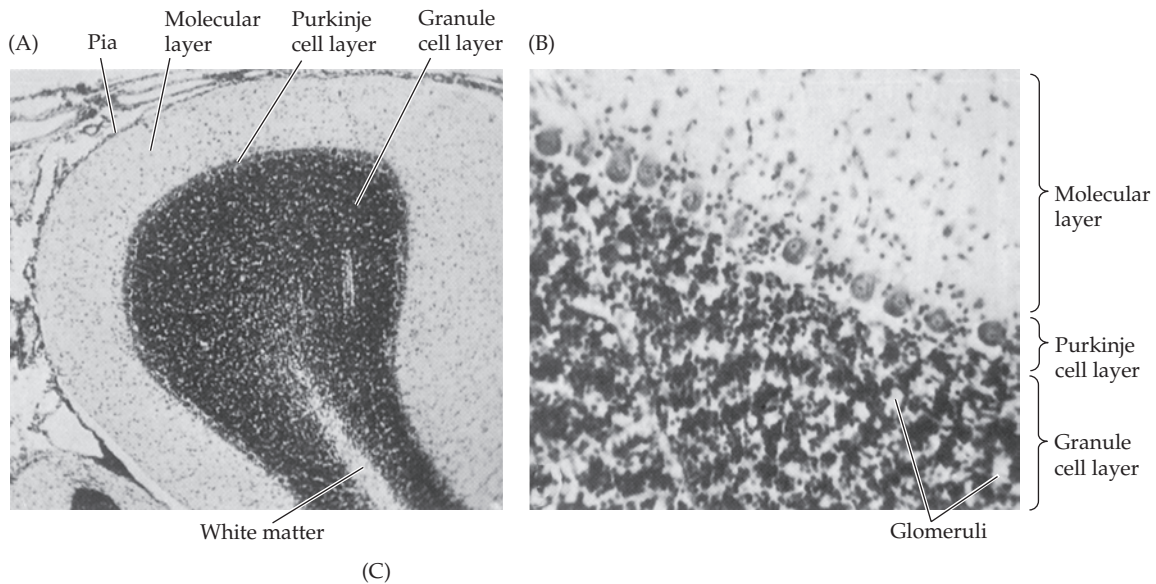 (A)
Pia
Molecular
layer
Purkinje
cell layer
Granule
cell layer
White matter
(B)
Molecular
layer
Purkinje
cell layer
Granule
cell layer
Glomeruli
(C)